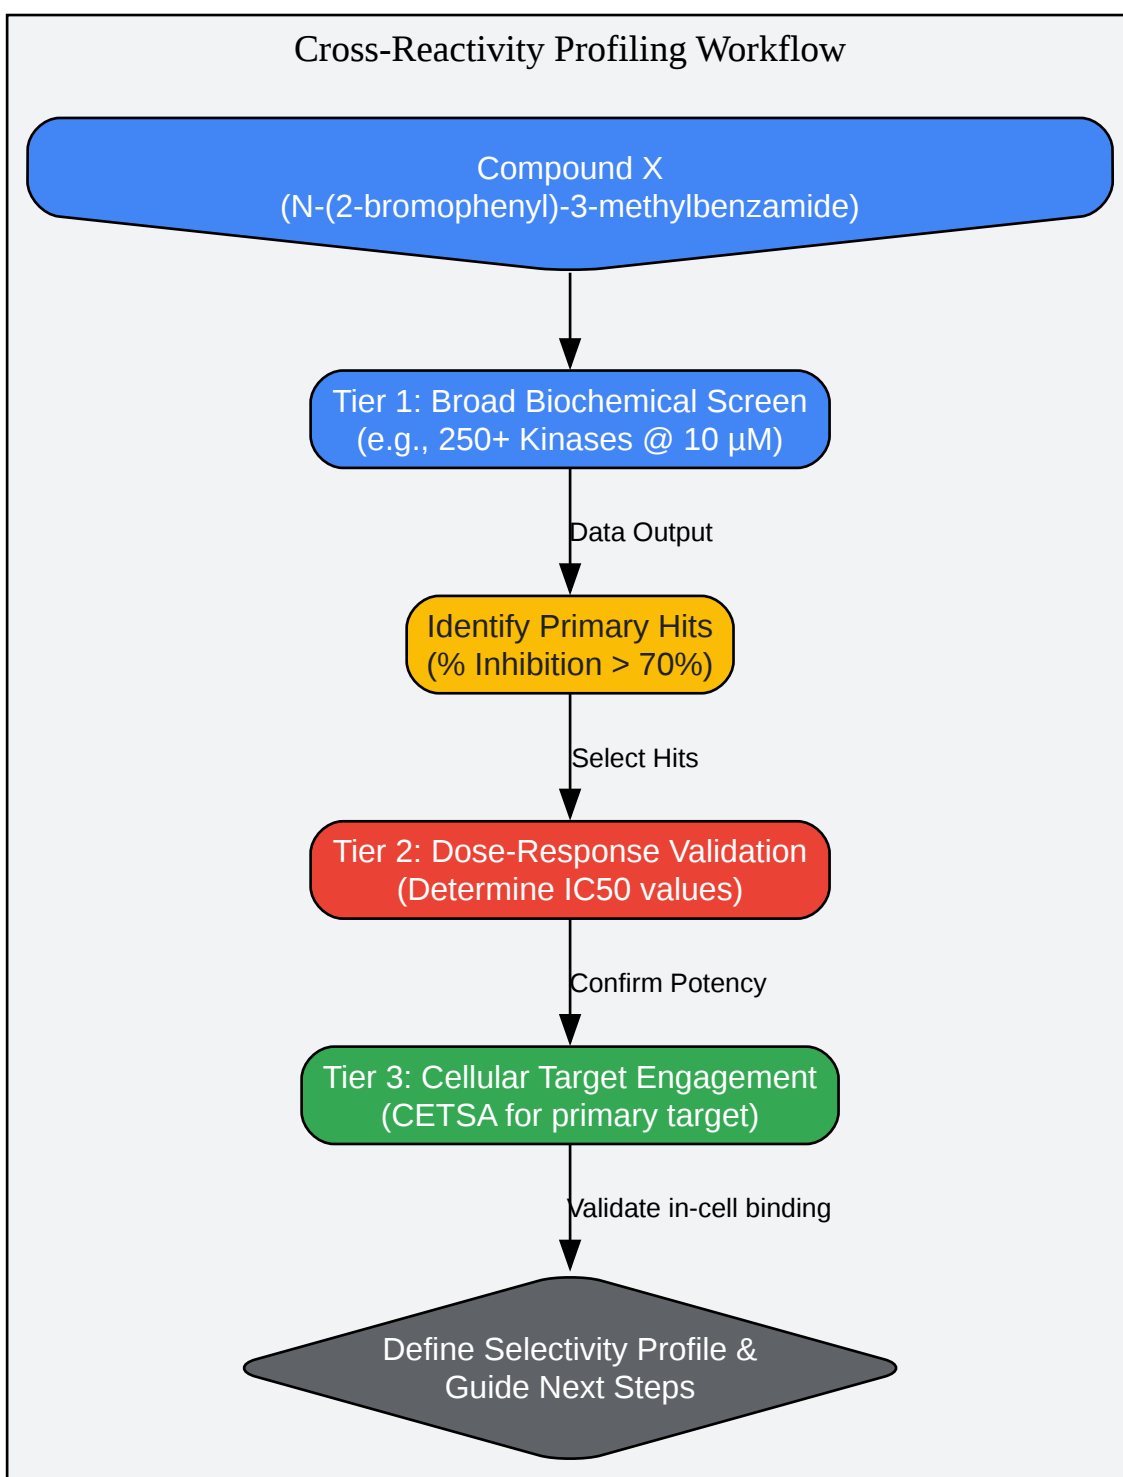 Cross-Reactivity Profiling Workflow
Compound X
(N-(2-bromophenyl)-3-methylbenzamide)
Tier 1: Broad Biochemical Screen
(e.g., 250+ Kinases @ 10 µM)
Data Output
Identify Primary Hits
(% Inhibition > 70%)
Select Hits
Tier 2: Dose-Response Validation
(Determine IC50 values)
Confirm Potency
Tier 3: Cellular Target Engagement
(CETSA for primary target)
Validate in-cell binding
Define Selectivity Profile &
Guide Next Steps